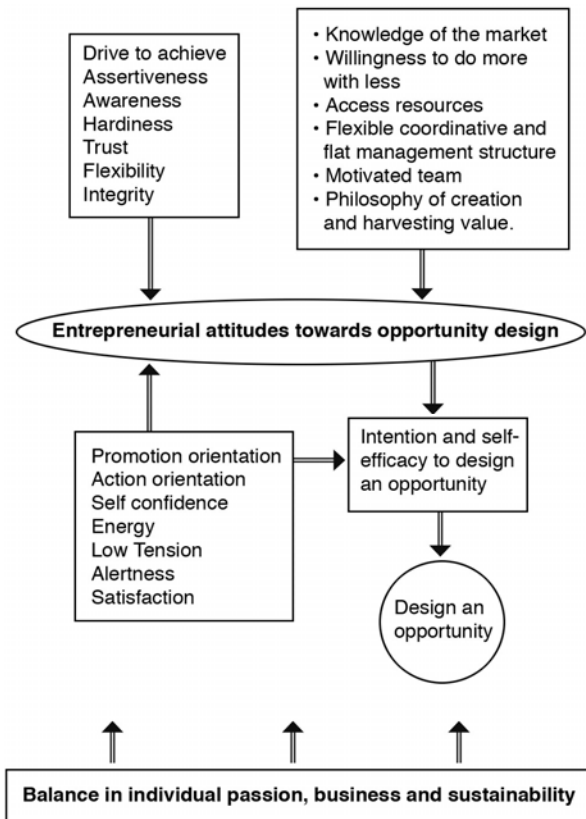 Drive to achieve
Assertiveness
Awareness
Hardiness
Trust
Flexibility
Integrity
• Knowledge of the market
• Willingness to do more
with less
• Access resources
• Flexible coordinative and
flat management structure
• Motivated team
• Philosophy of creation
and harvesting value.
Entrepreneurial attitudes towards opportunity design
Promotion orientation
Action orientation
Self confidence
Energy
Low Tension
Alertness
Satisfaction
Intention and self-
efficacy to design
an opportunity
Design an
opportunity
Balance in individual passion, business and sustainability